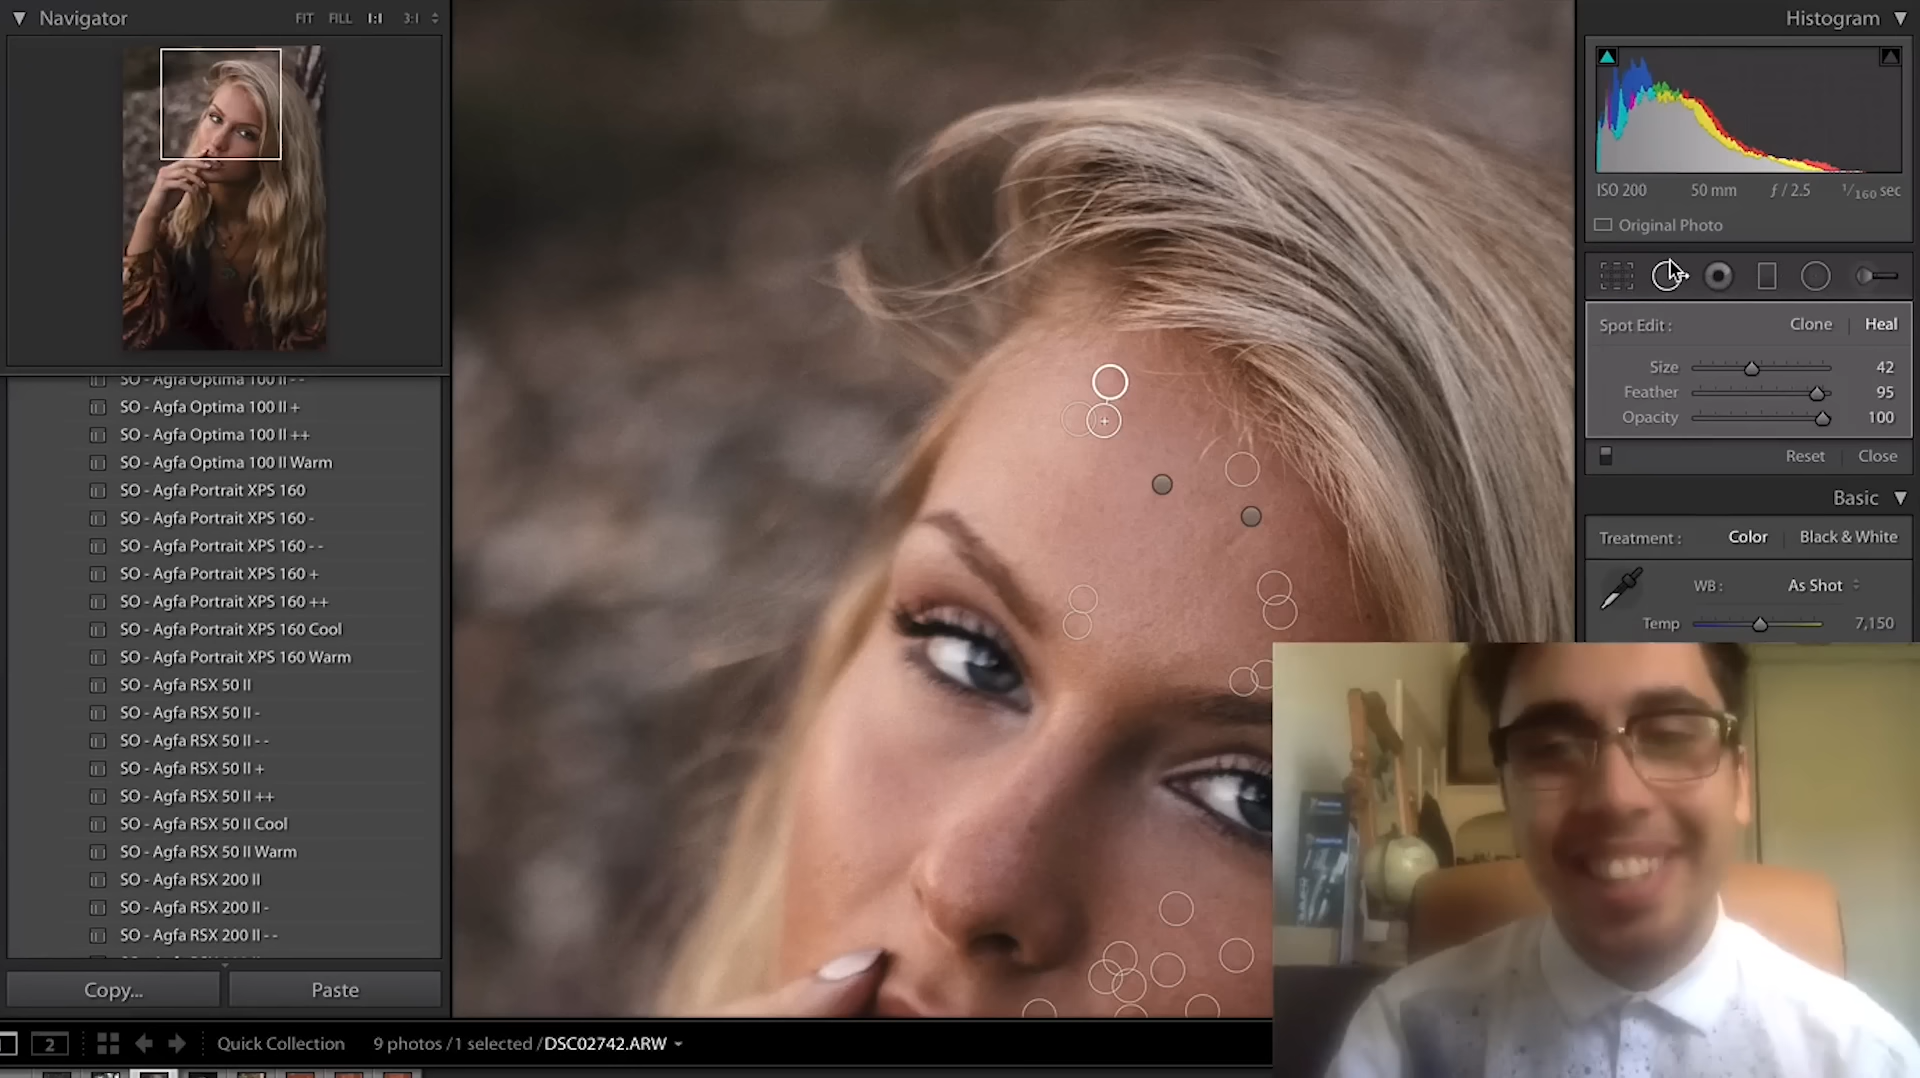 Navigator
FIT FILL 1:1 3:1
SO - Agfa Optima 100 II - -
SO - Agfa Optima 100 II +
SO - Agfa Optima 100 II ++
SO - Agfa Optima 100 II Warm
SO - Agfa Portrait XPS 160
SO - Agfa Portrait XPS 160 -
SO - Agfa Portrait XPS 160 - -
SO - Agfa Portrait XPS 160 +
SO - Agfa Portrait XPS 160 ++
SO - Agfa Portrait XPS 160 Cool
SO - Agfa Portrait XPS 160 Warm
SO - Agfa RSX 50 II
SO - Agfa RSX 50 II -
SO - Agfa RSX 50 II - -
SO - Agfa RSX 50 II +
SO - Agfa RSX 50 II ++
SO - Agfa RSX 50 II Cool
SO - Agfa RSX 50 II Warm
SO - Agfa RSX 200 II
SO - Agfa RSX 200 II -
SO - Agfa RSX 200 II - -
Copy... Paste
2 Quick Collection 9 photos / 1 selected / DSC02742.ARW
Histogram
ISO 200 50 mm ƒ / 2.5 1/160 sec
Original Photo
Spot Edit : Clone | Heal
Size 42
Feather 95
Opacity 100
Reset Close
Basic
Treatment : Color | Black & White
WB : As Shot
Temp 7,150